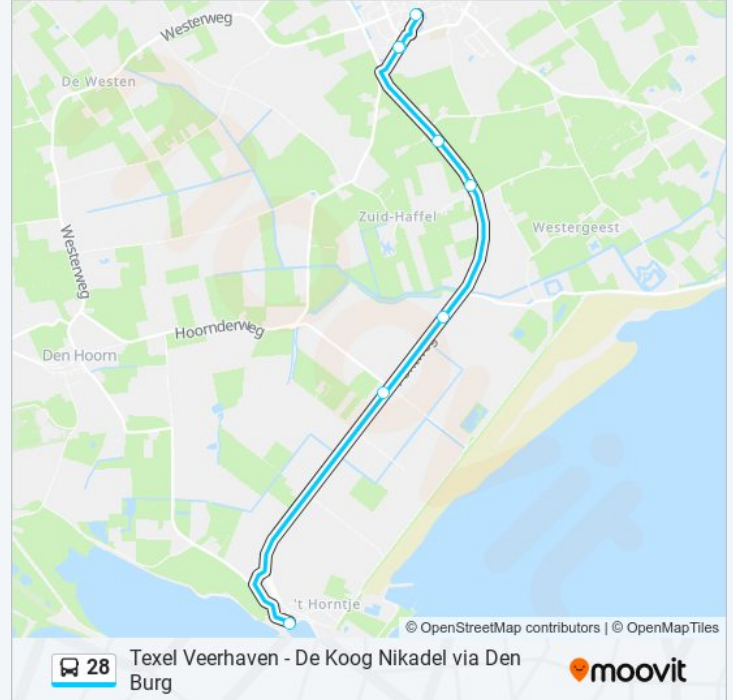 Westerweg
De Westen
Zuid-Haffel
Westergeest
Westerweg
Hoornderweg
Den Hoorn
't Horntje
© OpenStreetMap contributors | © OpenMapTiles
28
Texel Veerhaven - De Koog Nikadel via Den
Burg
moovit